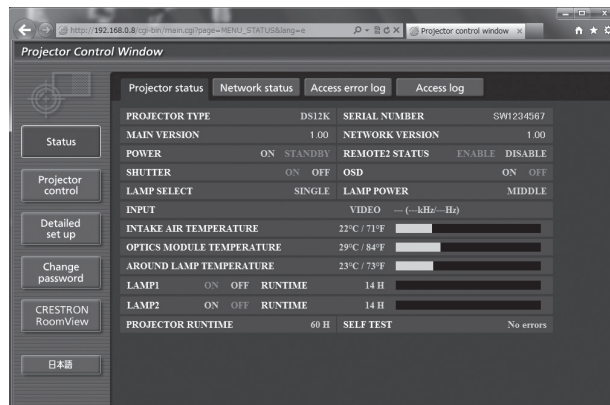 http://192.168.0.8/cgi-bin/main.cgi?page=MENU_STATUS&lang=e
Projector control window
Projector Control Window
Projector status Network status Access error log Access log
Status
Projector control
Detailed set up
Change password
CRESTRON RoomView
日本語
PROJECTOR TYPE DS12K SERIAL NUMBER SW1234567
MAIN VERSION 1.00 NETWORK VERSION 1.00
POWER ON STANDBY REMOTE2 STATUS ENABLE DISABLE
SHUTTER ON OFF OSD ON OFF
LAMP SELECT SINGLE LAMP POWER MIDDLE
INPUT VIDEO --- (---kHz/---Hz)
INTAKE AIR TEMPERATURE 22°C / 71°F
OPTICS MODULE TEMPERATURE 29°C / 84°F
AROUND LAMP TEMPERATURE 23°C / 73°F
LAMP1 ON OFF RUNTIME 14 H
LAMP2 ON OFF RUNTIME 14 H
PROJECTOR RUNTIME 60 H SELF TEST No errors